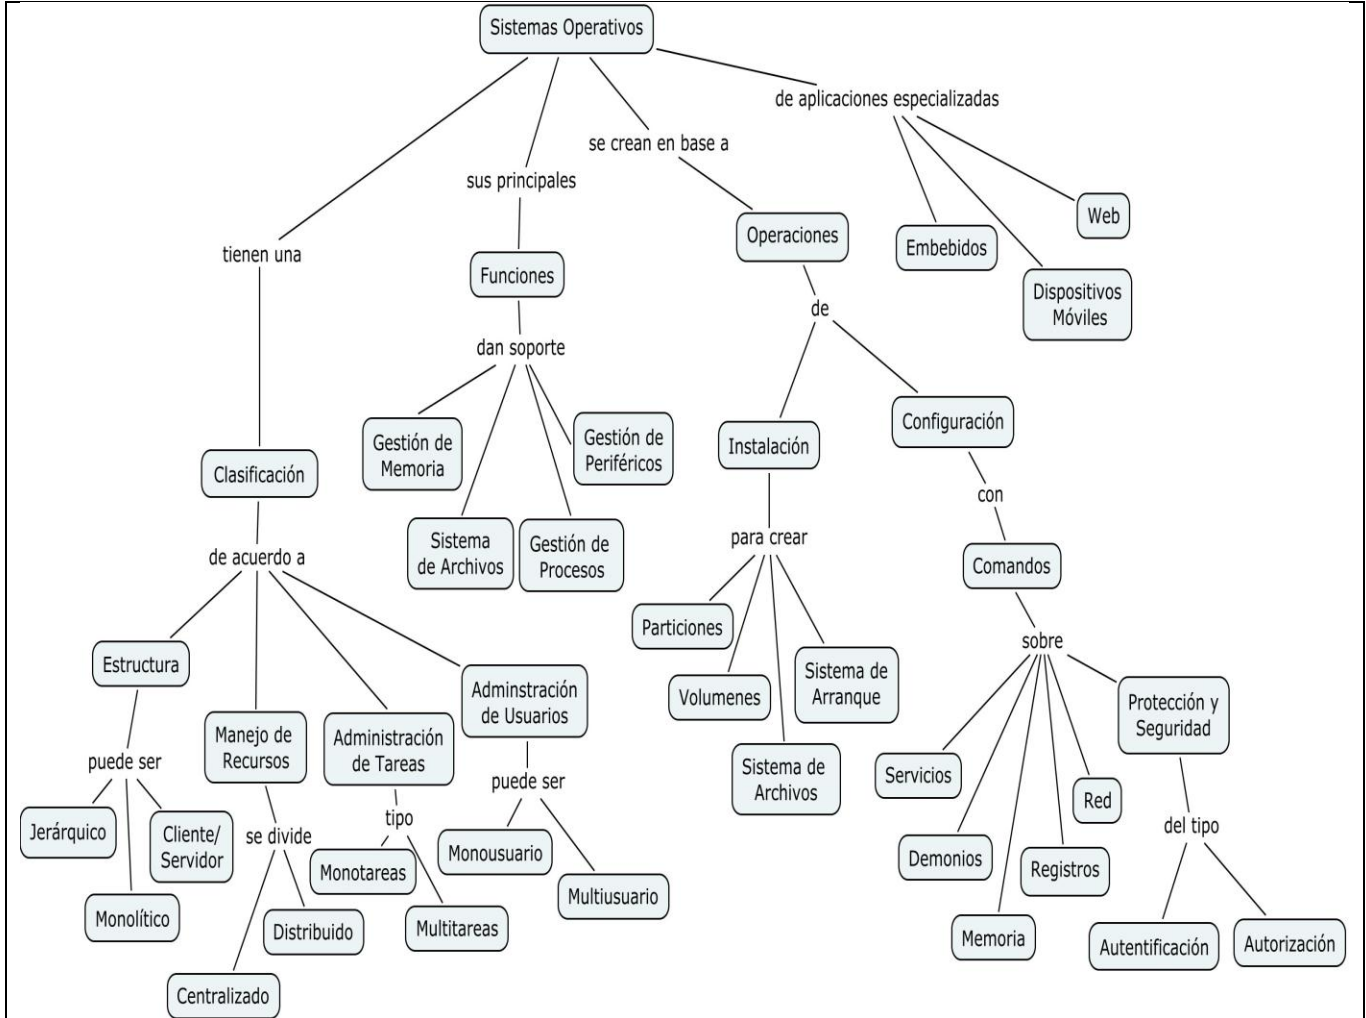 Sistemas Operativos
de aplicaciones especializadas
se crean en base a
sus principales
tienen una
Web
Operaciones
Embebidos
Funciones
Dispositivos
Móviles
de
dan soporte
Gestión de
Memoria
Gestión de
Periféricos
Sistema
de Archivos
Gestión de
Procesos
Instalación
Configuración
Clasificación
con
para crear
de acuerdo a
Comandos
Particiones
sobre
Estructura
Volumenes
Sistema de
Arranque
Adminstración
de Usuarios
Protección y
Seguridad
Manejo de
Recursos
Administración
de Tareas
puede ser
puede ser
Sistema de
Archivos
Servicios
Red
Jerárquico
Cliente/
Servidor
se divide
tipo
del tipo
Monotareas
Monousuario
Demonios
Registros
Multiusuario
Monolítico
Distribuido
Multitareas
Memoria
Autentificación
Autorización
Centralizado